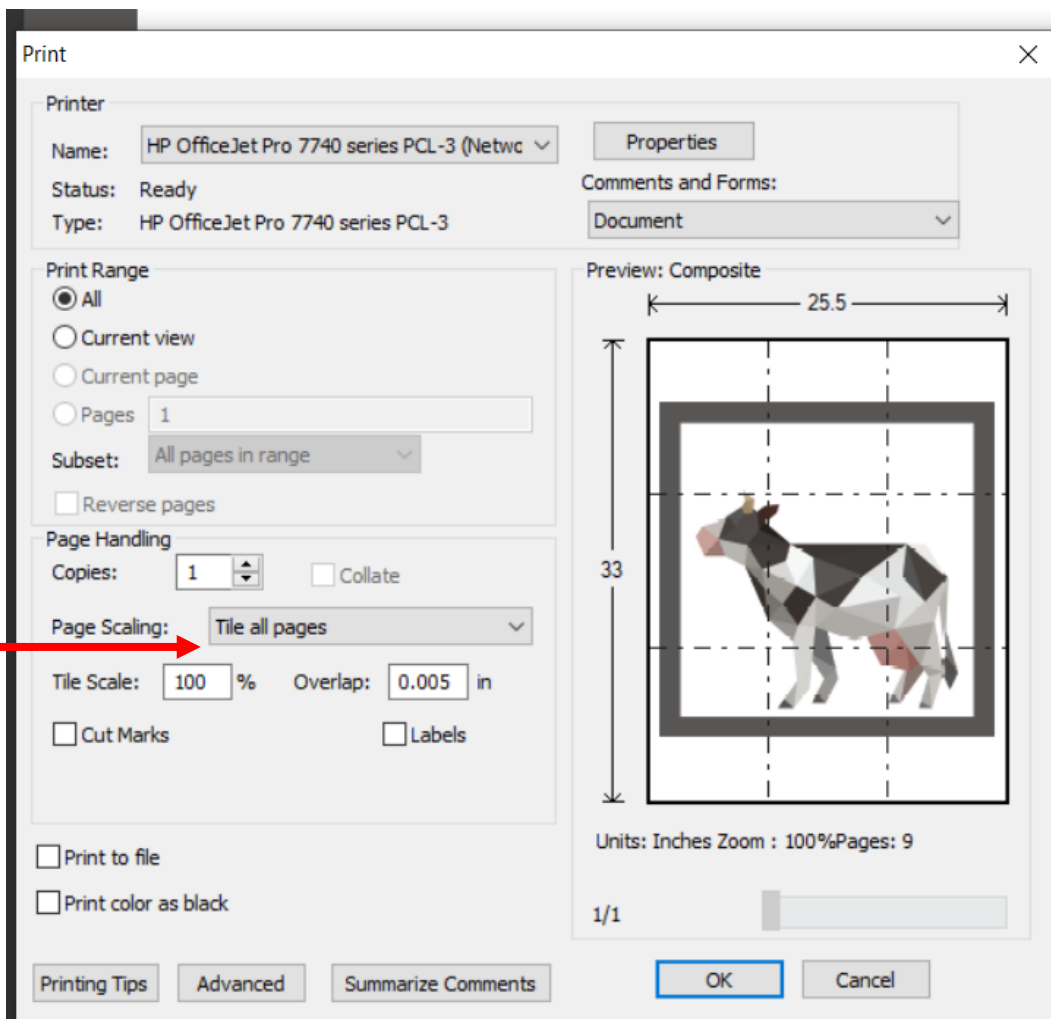 Print
Printer
Name: HP OfficeJet Pro 7740 series PCL-3 (Netwo Properties
Status: Ready
Comments and Forms:
Type: HP OfficeJet Pro 7740 series PCL-3
Document
Print Range
All
Current view
Current page
Pages 1
Subset: All pages in range
Reverse pages
Page Handling
Copies: 1 Collate
Page Scaling: Tile all pages
Tile Scale: 100 % Overlap: 0.005 in
Cut Marks Labels
Print to file
Print color as black
Preview: Composite
25.5
33
Units: Inches Zoom : 100%Pages: 9
1/1
Printing Tips Advanced Summarize Comments OK Cancel